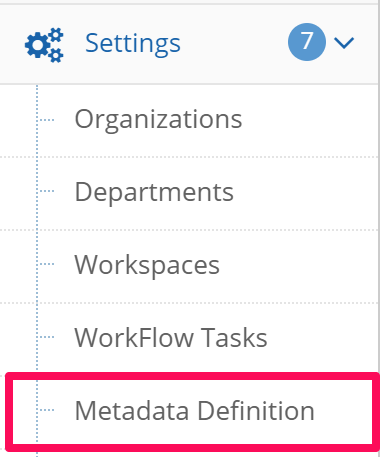 Settings 7
Organizations
Departments
Workspaces
WorkFlow Tasks
Metadata Definition